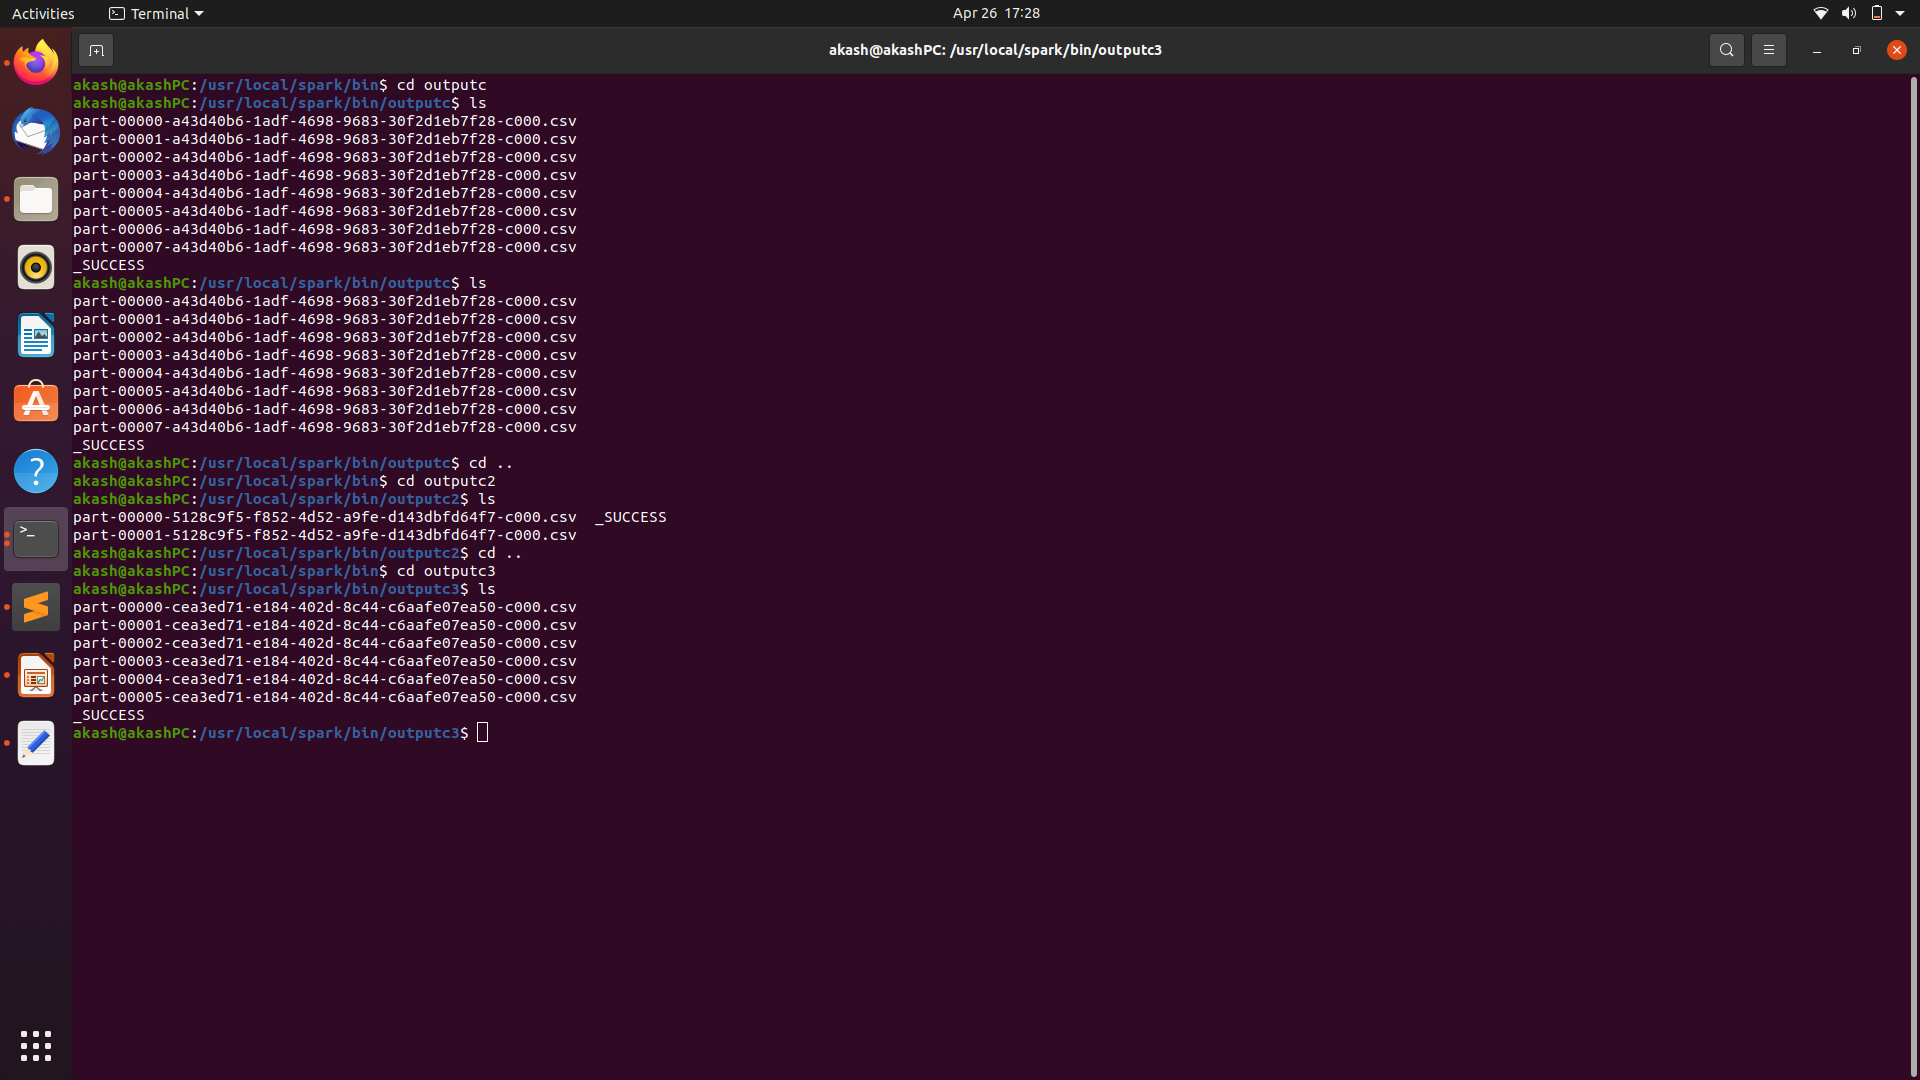 Activities Terminal Apr 26 17:28
akash@akashPC: /usr/local/spark/bin/outputc3
akash@akashPC:/usr/local/spark/bin$ cd outputc
akash@akashPC:/usr/local/spark/bin/outputc$ ls
part-00000-a43d40b6-1adf-4698-9683-30f2d1eb7f28-c000.csv
part-00001-a43d40b6-1adf-4698-9683-30f2d1eb7f28-c000.csv
part-00002-a43d40b6-1adf-4698-9683-30f2d1eb7f28-c000.csv
part-00003-a43d40b6-1adf-4698-9683-30f2d1eb7f28-c000.csv
part-00004-a43d40b6-1adf-4698-9683-30f2d1eb7f28-c000.csv
part-00005-a43d40b6-1adf-4698-9683-30f2d1eb7f28-c000.csv
part-00006-a43d40b6-1adf-4698-9683-30f2d1eb7f28-c000.csv
part-00007-a43d40b6-1adf-4698-9683-30f2d1eb7f28-c000.csv
_SUCCESS
akash@akashPC:/usr/local/spark/bin/outputc$ ls
part-00000-a43d40b6-1adf-4698-9683-30f2d1eb7f28-c000.csv
part-00001-a43d40b6-1adf-4698-9683-30f2d1eb7f28-c000.csv
part-00002-a43d40b6-1adf-4698-9683-30f2d1eb7f28-c000.csv
part-00003-a43d40b6-1adf-4698-9683-30f2d1eb7f28-c000.csv
part-00004-a43d40b6-1adf-4698-9683-30f2d1eb7f28-c000.csv
part-00005-a43d40b6-1adf-4698-9683-30f2d1eb7f28-c000.csv
part-00006-a43d40b6-1adf-4698-9683-30f2d1eb7f28-c000.csv
part-00007-a43d40b6-1adf-4698-9683-30f2d1eb7f28-c000.csv
_SUCCESS
akash@akashPC:/usr/local/spark/bin/outputc$ cd ..
akash@akashPC:/usr/local/spark/bin$ cd outputc2
akash@akashPC:/usr/local/spark/bin/outputc2$ ls
part-00000-5128c9f5-f852-4d52-a9fe-d143dbfd64f7-c000.csv  _SUCCESS
part-00001-5128c9f5-f852-4d52-a9fe-d143dbfd64f7-c000.csv
akash@akashPC:/usr/local/spark/bin/outputc2$ cd ..
akash@akashPC:/usr/local/spark/bin$ cd outputc3
akash@akashPC:/usr/local/spark/bin/outputc3$ ls
part-00000-cea3ed71-e184-402d-8c44-c6aafe07ea50-c000.csv
part-00001-cea3ed71-e184-402d-8c44-c6aafe07ea50-c000.csv
part-00002-cea3ed71-e184-402d-8c44-c6aafe07ea50-c000.csv
part-00003-cea3ed71-e184-402d-8c44-c6aafe07ea50-c000.csv
part-00004-cea3ed71-e184-402d-8c44-c6aafe07ea50-c000.csv
part-00005-cea3ed71-e184-402d-8c44-c6aafe07ea50-c000.csv
_SUCCESS
akash@akashPC:/usr/local/spark/bin/outputc3$